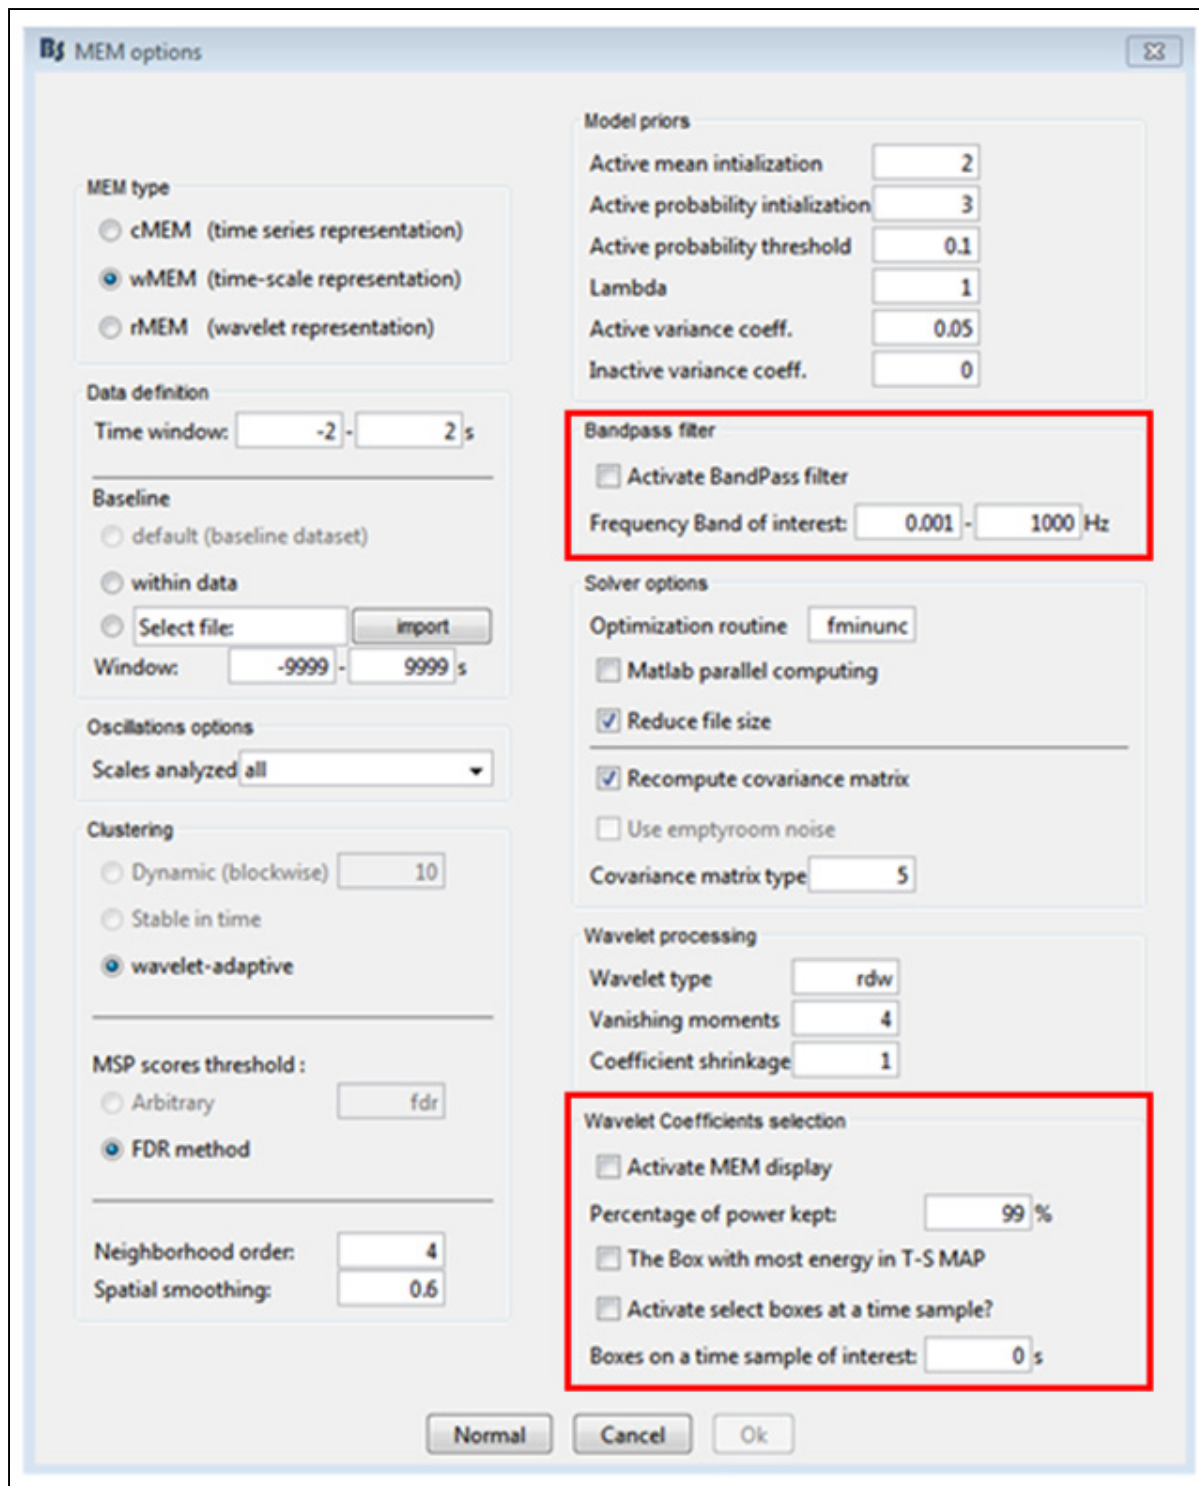 BS MEM options
MEM type
cMEM (time series representation)
wMEM (time-scale representation)
rMEM (wavelet representation)
Data definition
Time window: -2 - 2 s
Baseline
default (baseline dataset)
within data
Select file: import
Window: -9999 - 9999 s
Oscillations options
Scales analyzed all
Clustering
Dynamic (blockwise) 10
Stable in time
wavelet-adaptive
MSP scores threshold :
Arbitrary fdr
FDR method
Neighborhood order: 4
Spatial smoothing: 0.6
Model priors
Active mean intialization 2
Active probability intialization 3
Active probability threshold 0.1
Lambda 1
Active variance coeff. 0.05
Inactive variance coeff. 0
Bandpass filter
Activate BandPass filter
Frequency Band of interest: 0.001 - 1000 Hz
Solver options
Optimization routine fminunc
Matlab parallel computing
Reduce file size
Recompute covariance matrix
Use emptyroom noise
Covariance matrix type 5
Wavelet processing
Wavelet type rdw
Vanishing moments 4
Coefficient shrinkage 1
Wavelet Coefficients selection
Activate MEM display
Percentage of power kept: 99 %
The Box with most energy in T-S MAP
Activate select boxes at a time sample?
Boxes on a time sample of interest: 0 s
Normal Cancel Ok